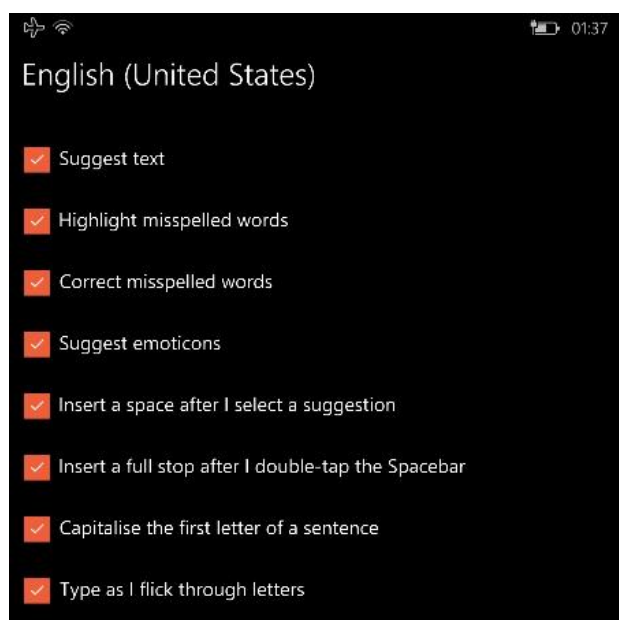 01:37
English (United States)
Suggest text
Highlight misspelled words
Correct misspelled words
Suggest emoticons
Insert a space after I select a suggestion
Insert a full stop after I double-tap the Spacebar
Capitalise the first letter of a sentence
Type as I flick through letters